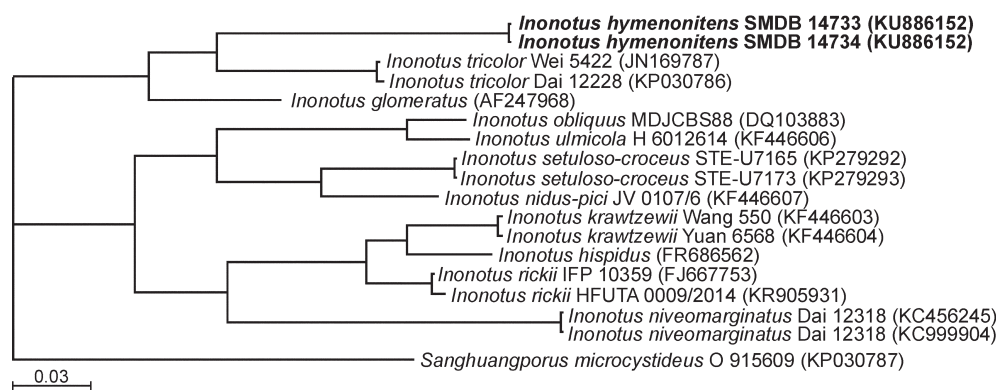 Inonotus hymenonitens SMDB 14733 (KU886152)
Inonotus hymenonitens SMDB 14734 (KU886152)
Inonotus tricolor Wei 5422 (JN169787)
Inonotus tricolor Dai 12228 (KP030786)
Inonotus glomeratus (AF247968)
Inonotus obliquus MDJCBS88 (DQ103883)
Inonotus ulmicola H 6012614 (KF446606)
Inonotus setuloso-croceus STE-U7165 (KP279292)
Inonotus setuloso-croceus STE-U7173 (KP279293)
Inonotus nidus-pici JV 0107/6 (KF446607)
Inonotus krawtzewii Wang 550 (KF446603)
Inonotus krawtzewii Yuan 6568 (KF446604)
Inonotus hispidus (FR686562)
Inonotus rickii IFP 10359 (FJ667753)
Inonotus rickii HFUTA 0009/2014 (KR905931)
Inonotus niveomarginatus Dai 12318 (KC456245)
Inonotus niveomarginatus Dai 12318 (KC999904)
Sanghuangporus microcystideus O 915609 (KP030787)
0.03